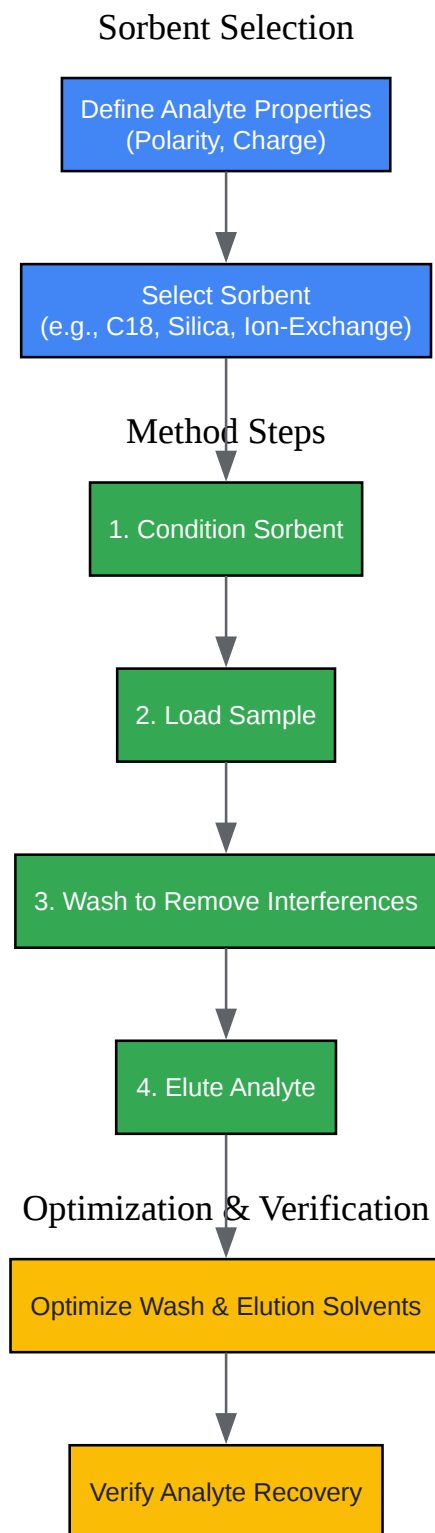 Sorbent Selection
Define Analyte Properties
(Polarity, Charge)
Select Sorbent
(e.g., C18, Silica, Ion-Exchange)
Method Steps
1. Condition Sorbent
2. Load Sample
3. Wash to Remove Interferences
4. Elute Analyte
Optimization & Verification
Optimize Wash & Elution Solvents
Verify Analyte Recovery